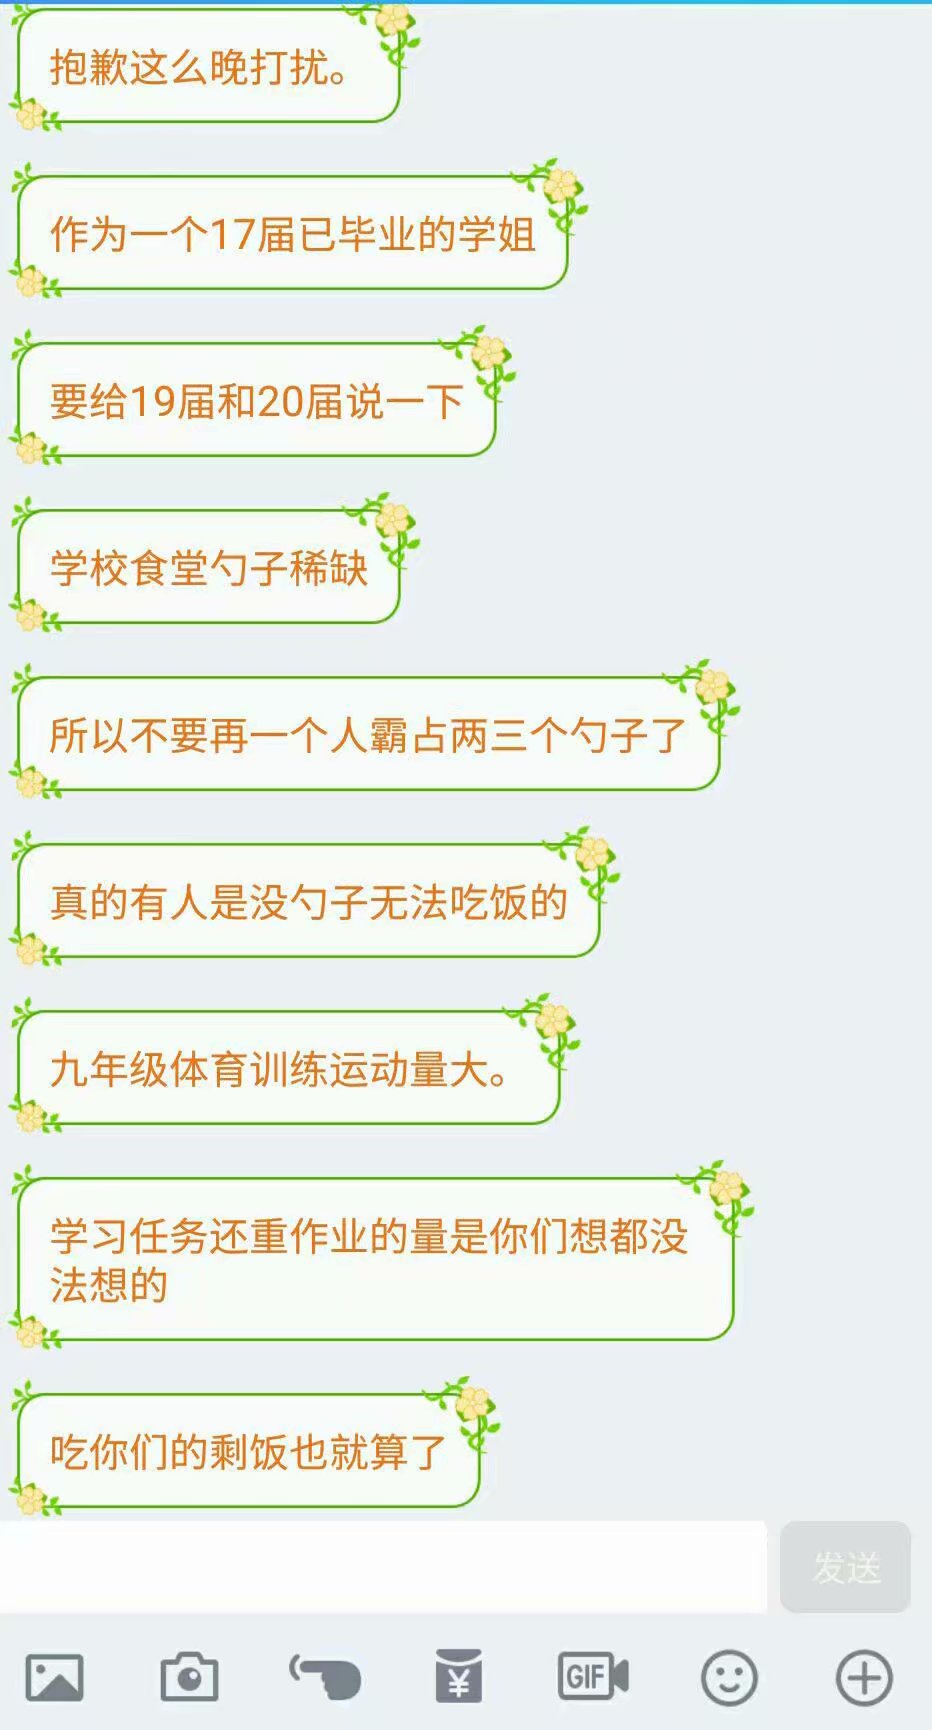 抱歉这么晚打扰。
作为一个17届已毕业的学姐
要给19届和20届说一下
学校食堂勺子稀缺
所以不要再一个人霸占两三个勺子了
真的有人是没勺子无法吃饭的
九年级体育训练运动量大。
学习任务还重作业的量是你们想都没
法想的
吃你们的剩饭也就算了
发送
¥
GIF